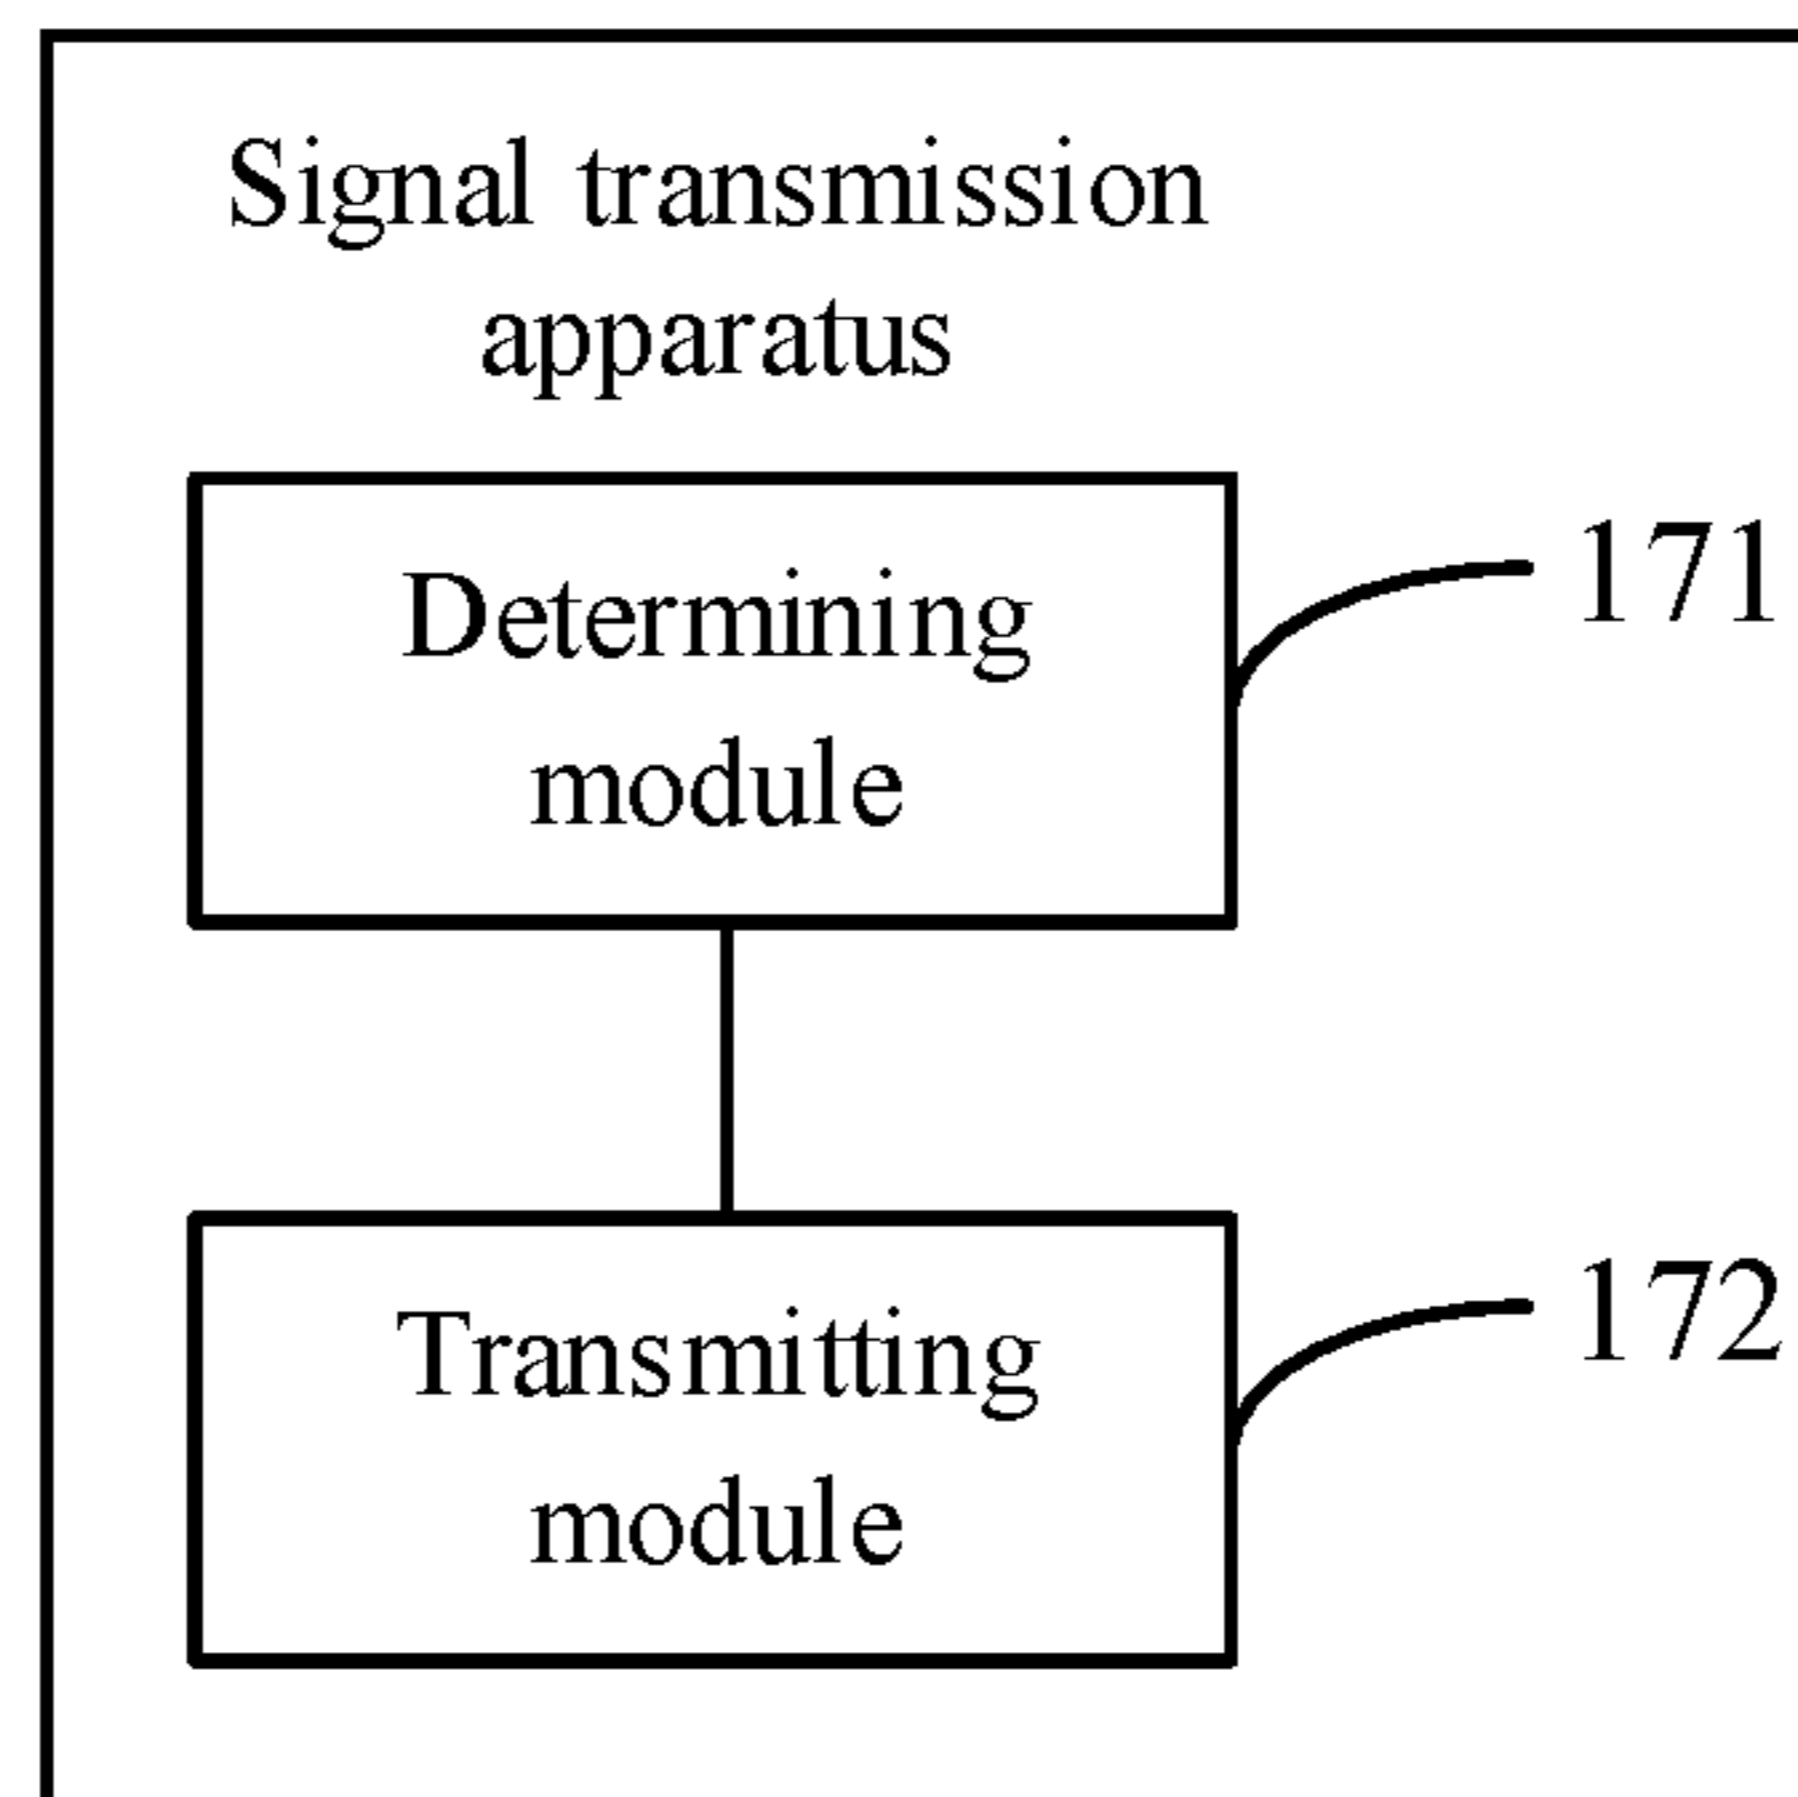 Signal transmission
apparatus
Determining
module
171
Transmitting
module
172